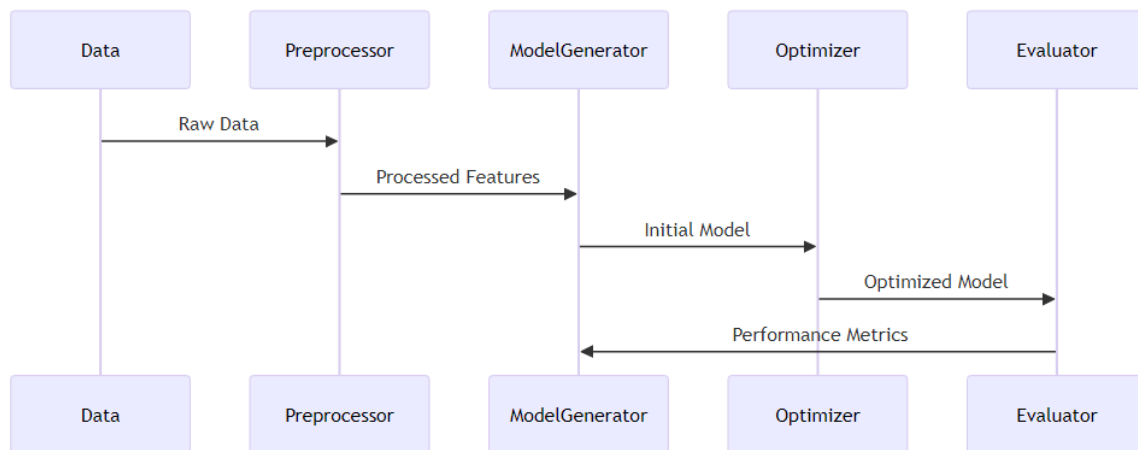 Data
Preprocessor
ModelGenerator
Optimizer
Evaluator
Raw Data
Processed Features
Initial Model
Optimized Model
Performance Metrics
Data
Preprocessor
ModelGenerator
Optimizer
Evaluator